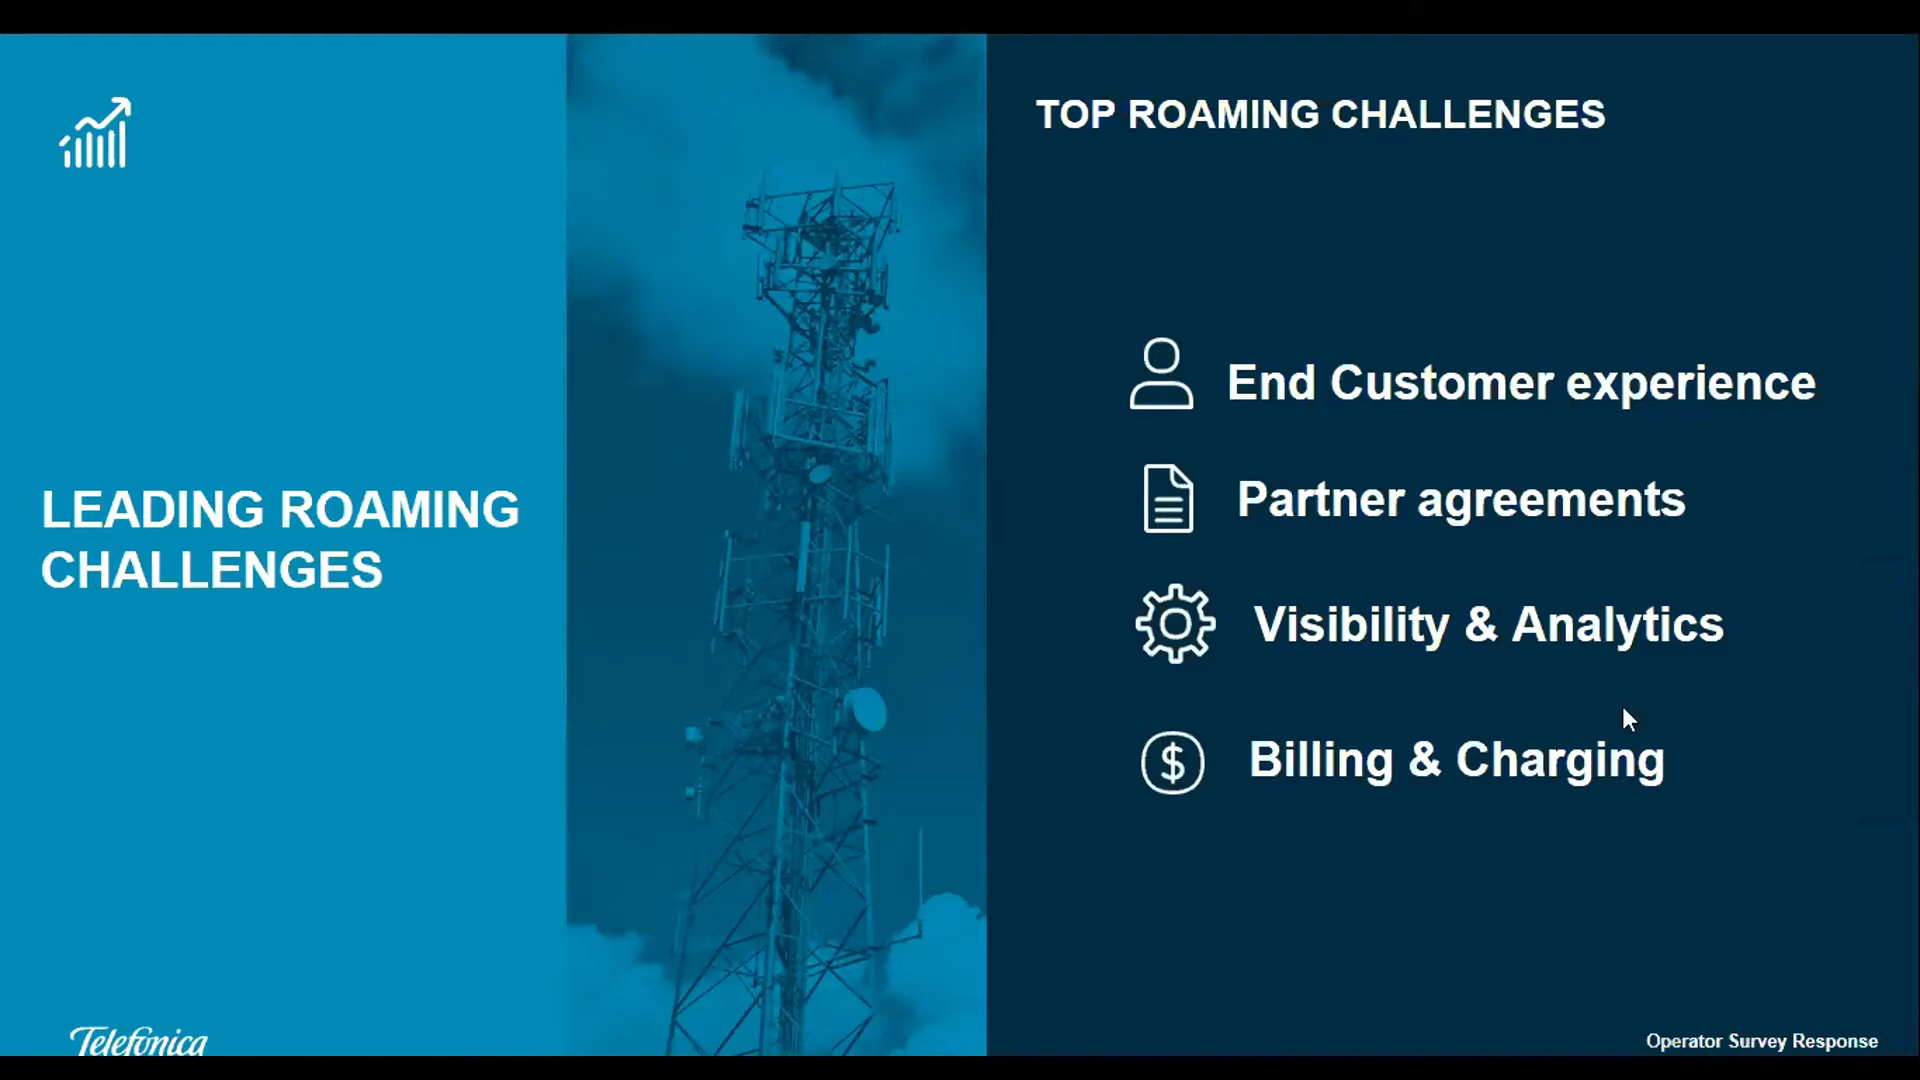 LEADING ROAMING
CHALLENGES
Telefónica
TOP ROAMING CHALLENGES
End Customer experience
Partner agreements
Visibility & Analytics
$ Billing & Charging
Operator Survey Response